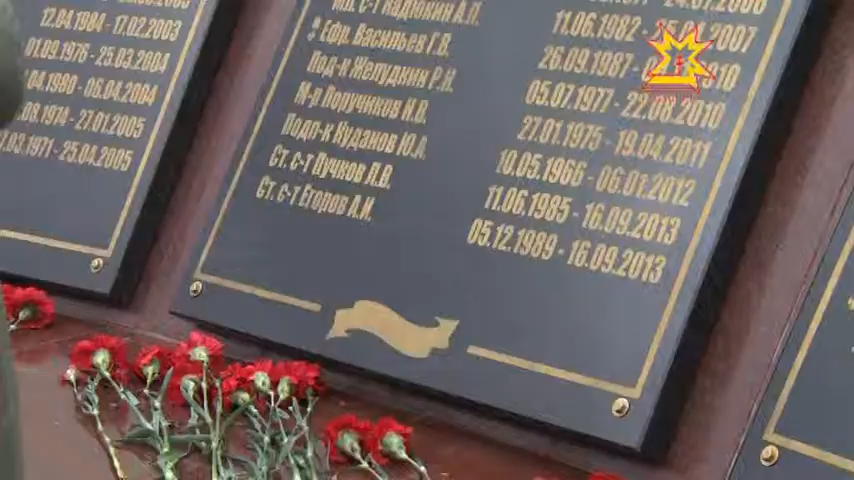 12.04.1984 - 17.02.2003
01.09.1976 - 25.03.2004
04.1980 - 06.04.2004
08.1974 - 27.01.2005
03.1971 - 25.04.2005
11.06.1982
2007
Ефр. Васильев Г.В.
26.09.1987
Под-к Желудкин Р.Н.
05.07.1977 - 22.08.2010
М-р Поручиков И.В.
27.01.1975 - 19.04.2011
Подп-к Куданов Ю.А.
10.05.1966 - 06.01.2012
Ст. с-т Пучков П.В.
11.06.1985 - 16.09.2013
Ст. с-т Егоров А.И.
05.12.1989 - 16.09.2013